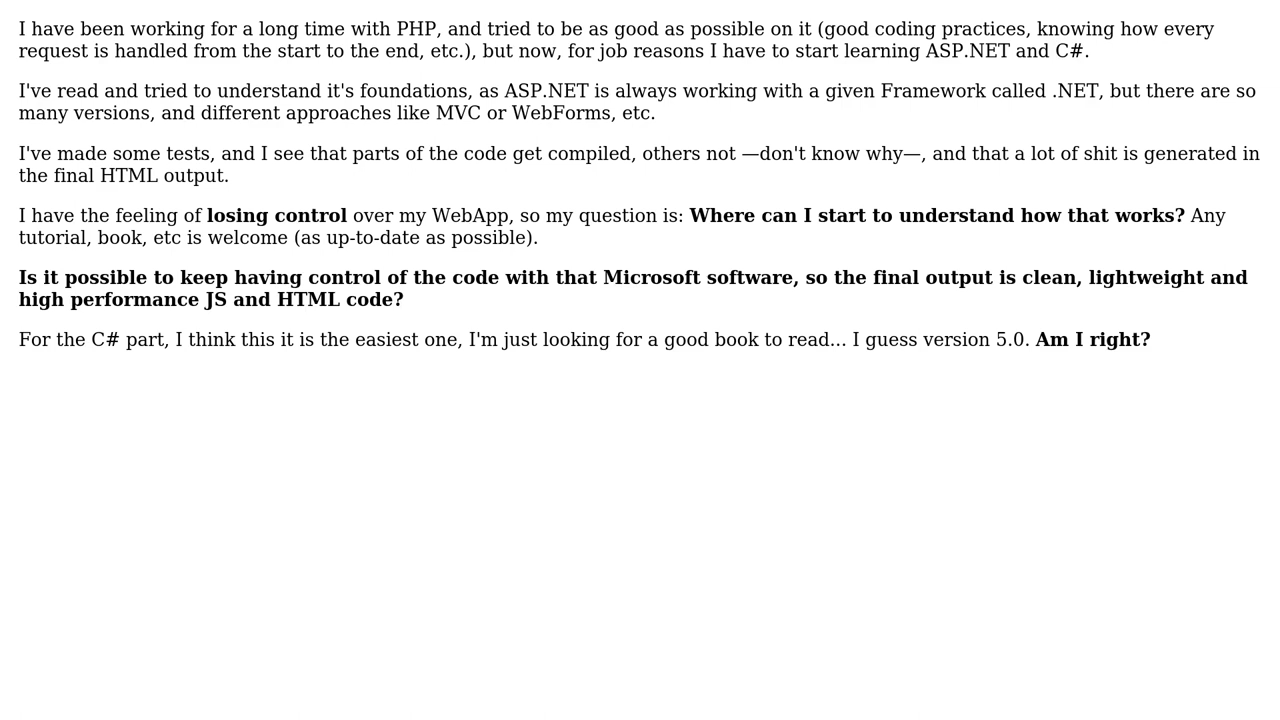 I have been working for a long time with PHP, and tried to be as good as possible on it (good coding practices, knowing how every
request is handled from the start to the end, etc.), but now, for job reasons I have to start learning ASP.NET and C#.
I've read and tried to understand it's foundations, as ASP.NET is always working with a given Framework called .NET, but there are so
many versions, and different approaches like MVC or WebForms, etc.
I've made some tests, and I see that parts of the code get compiled, others not —don't know why—, and that a lot of shit is generated in
the final HTML output.
I have the feeling of losing control over my WebApp, so my question is: Where can I start to understand how that works? Any
tutorial, book, etc is welcome (as up-to-date as possible).
Is it possible to keep having control of the code with that Microsoft software, so the final output is clean, lightweight and
high performance JS and HTML code?
For the C# part, I think this it is the easiest one, I'm just looking for a good book to read... I guess version 5.0. Am I right?